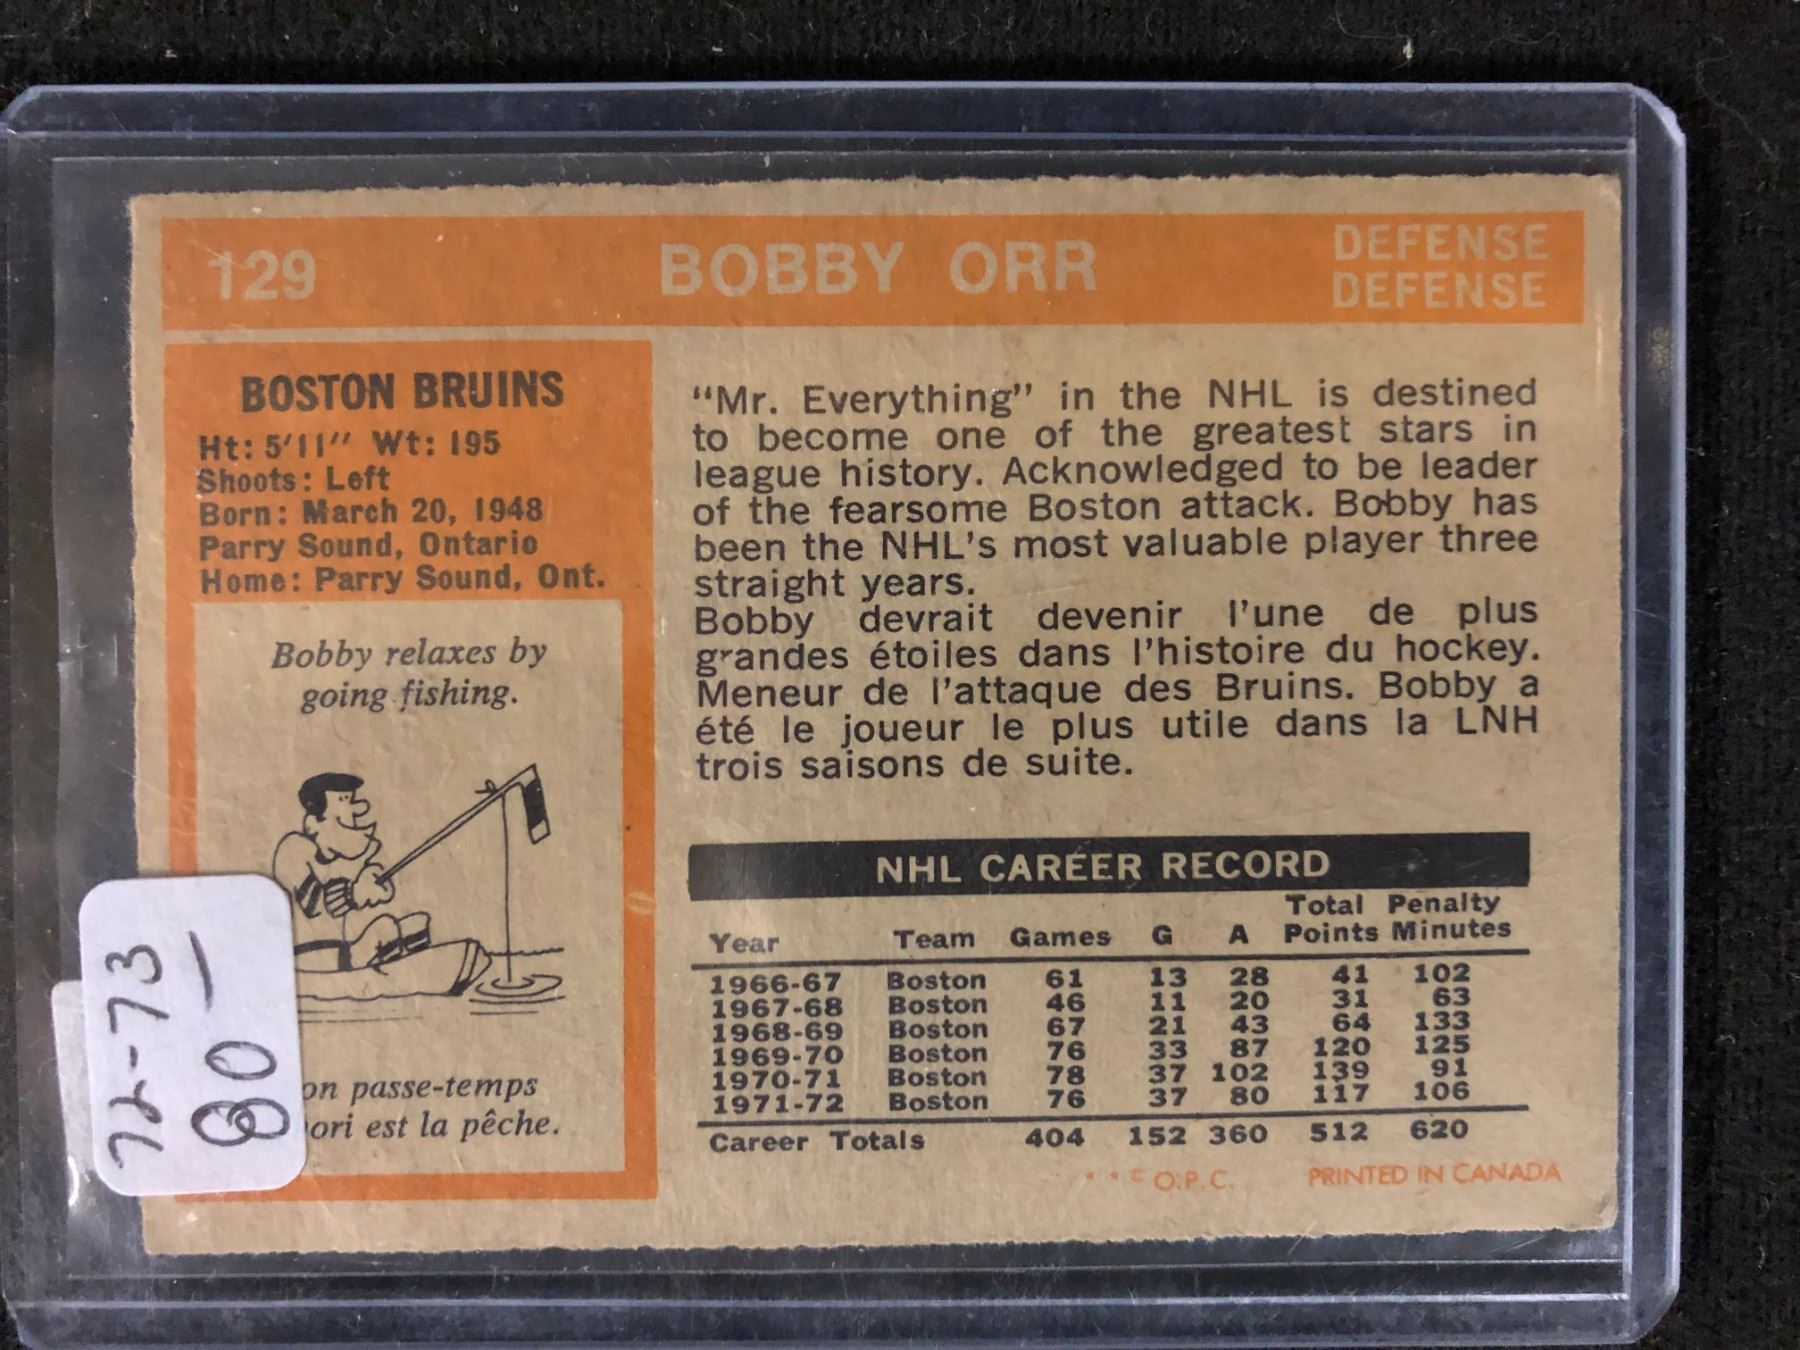 129
BOBBY ORR
DEFENSE
DEFENSE
BOSTON BRUINS
Ht: 5'11" Wt: 195
Shoots: Left
Born: March 20, 1948
Parry Sound, Ontario
Home: Parry Sound, Ont.
Bobby relaxes by
going fishing.
on passe-temps
ori est la pêche.
72-73
80-
"Mr. Everything" in the NHL is destined
to become one of the greatest stars in
league history. Acknowledged to be leader
of the fearsome Boston attack. Bobby has
been the NHL's most valuable player three
straight years.
Bobby devrait devenir l'une de plus
grandes étoiles dans l'histoire du hockey.
Meneur de l'attaque des Bruins. Bobby a
été le joueur le plus utile dans la LNH
trois saisons de suite.
NHL CAREER RECORD
Total Penalty
Year Team Games G A Points Minutes
1966-67 Boston 61 13 28 41 102
1967-68 Boston 46 11 20 31 63
1968-69 Boston 67 21 43 64 133
1969-70 Boston 76 33 87 120 125
1970-71 Boston 78 37 102 139 91
1971-72 Boston 76 37 80 117 106
Career Totals 404 152 360 512 620
* * © O.P.C. PRINTED IN CANADA